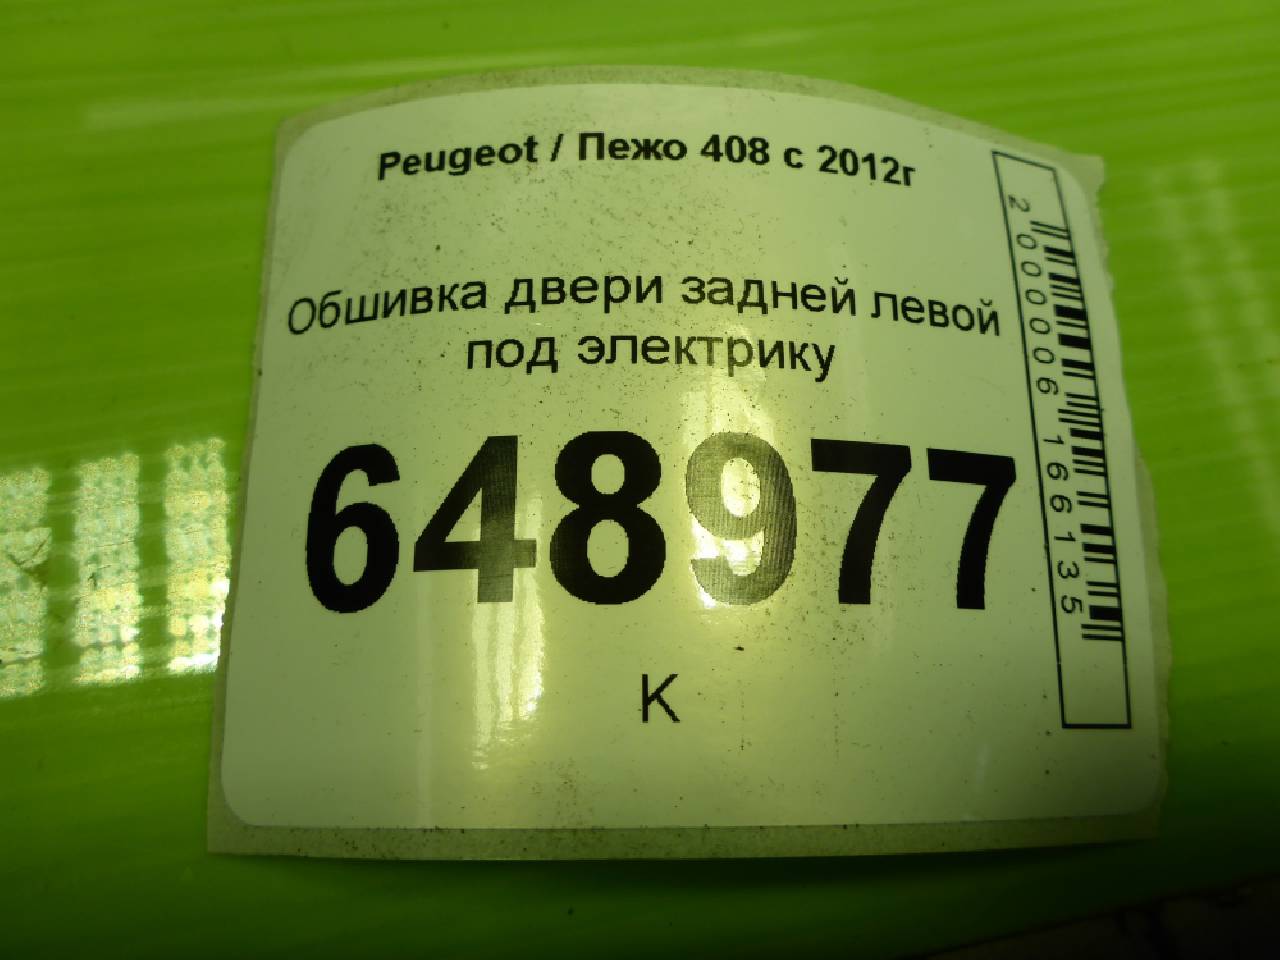 Peugeot / Пежо 408 с 2012г
Обшивка двери задней левой
под электрику
648977
К
2000006166135